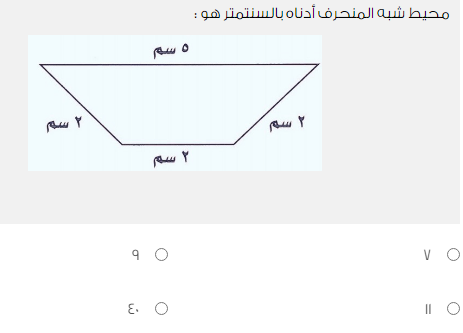 محيط شبه المنحرف أدناه بالسنتمتر هو :
٥ سم
٢ سم
٢ سم
٢ سم
٧
٩
١١
٤٠